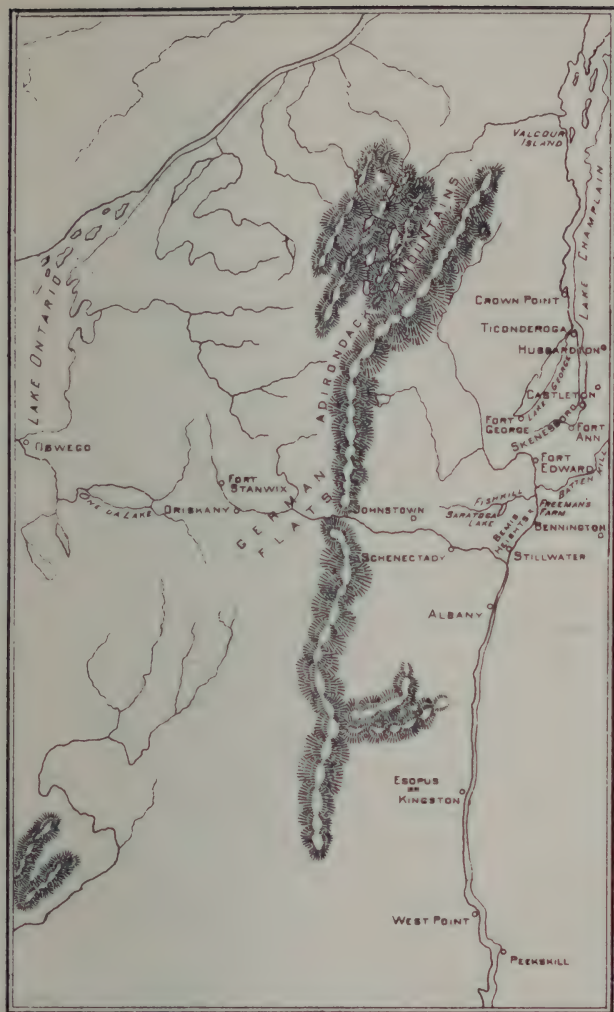 VALCOUR
ISLAND
LAKE CHAMPLAIN
ADIRONDACK MOUNTAINS
LAKE ONTARIO
CROWN POINT
TICONDEROGA
HUBBARDTON
LAKE GEORGE
CASTLETON
FORT
GEORGE
SKENESBORO
FORT
ANN
OSWEGO
FORT
EDWARD
FORT
STANWIX
BATTEN KILL
ONEIDA LAKE
ORISKANY
GERMAN
FLATS
JOHNSTOWN
FISHKILL
SARATOGA
LAKE
FREEMAN'S
FARM
BEMIS
HEIGHTS
BENNINGTON
SCHENECTADY
STILLWATER
ALBANY
ESOPUS
OR
KINGSTON
WEST POINT
PEEKSKILL